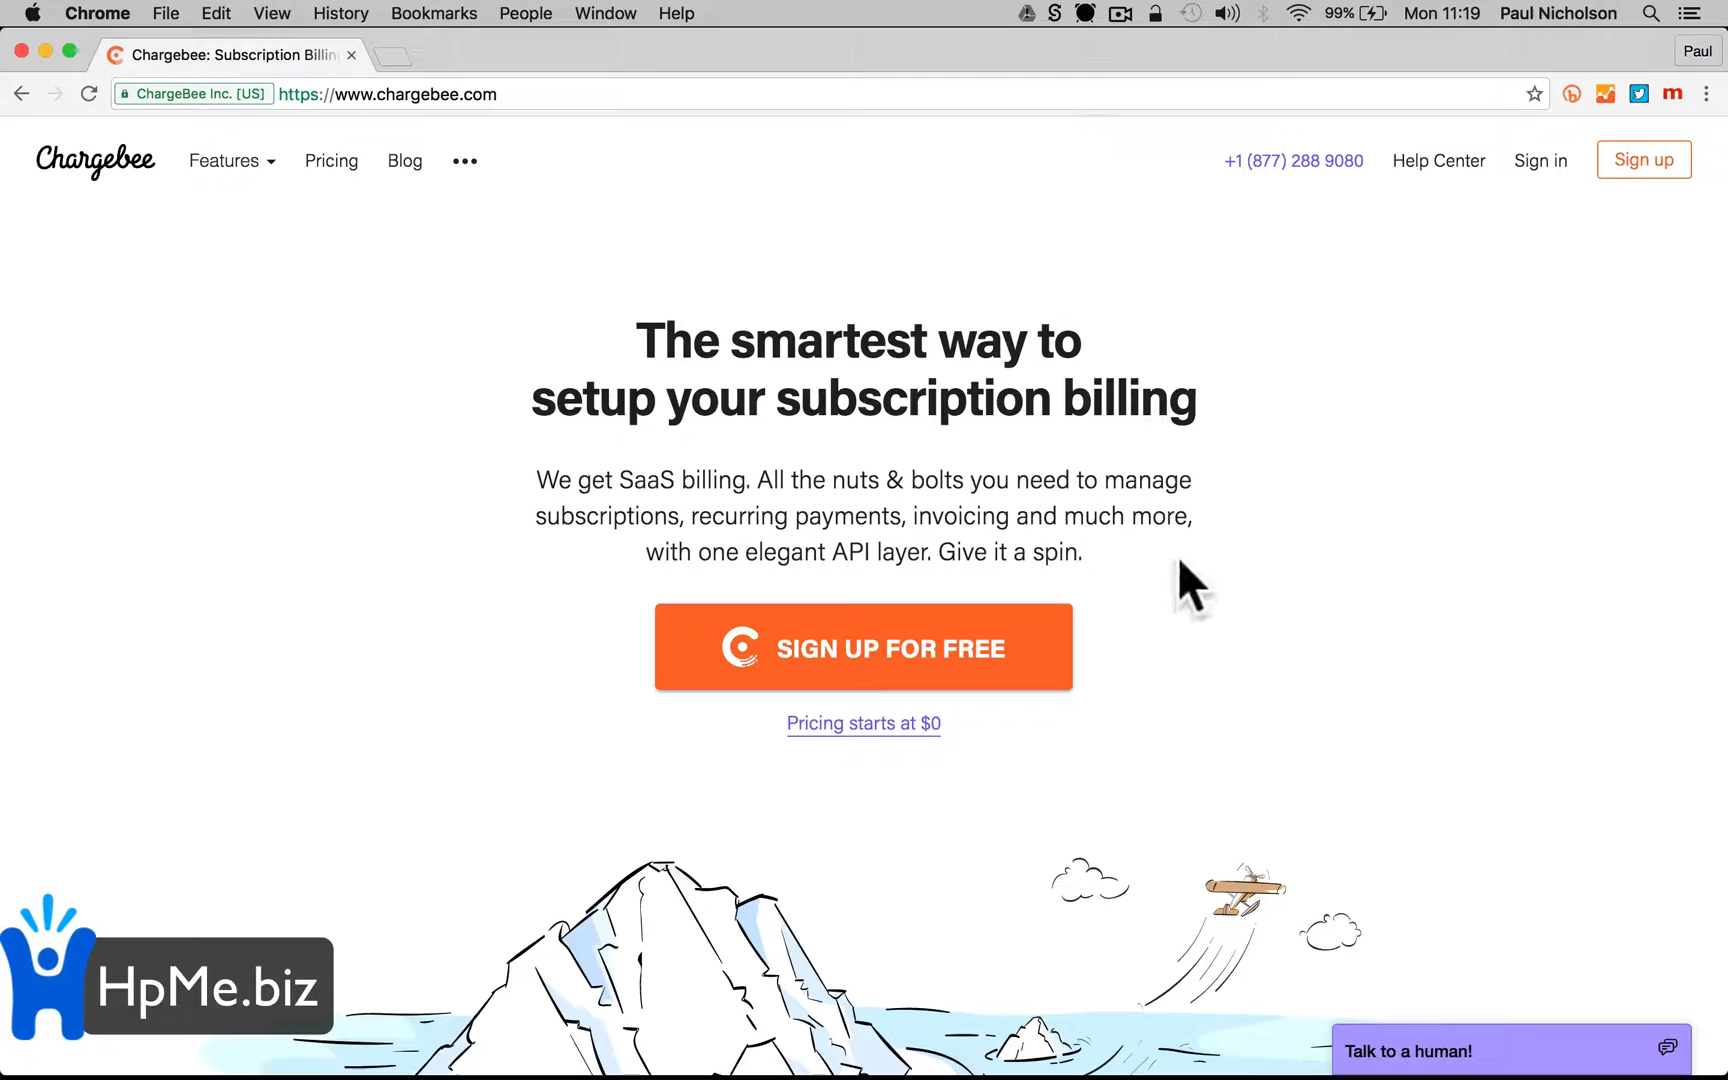 Chrome File Edit View History Bookmarks People Window Help 99% Mon 11:19 Paul Nicholson
Chargebee: Subscription Billin Paul
ChargeBee Inc. [US] https://www.chargebee.com
Chargebee Features Pricing Blog ••• +1 (877) 288 9080 Help Center Sign in Sign up
The smartest way to
setup your subscription billing
We get SaaS billing. All the nuts & bolts you need to manage
subscriptions, recurring payments, invoicing and much more,
with one elegant API layer. Give it a spin.
SIGN UP FOR FREE
Pricing starts at $0
HpMe.biz
Talk to a human!